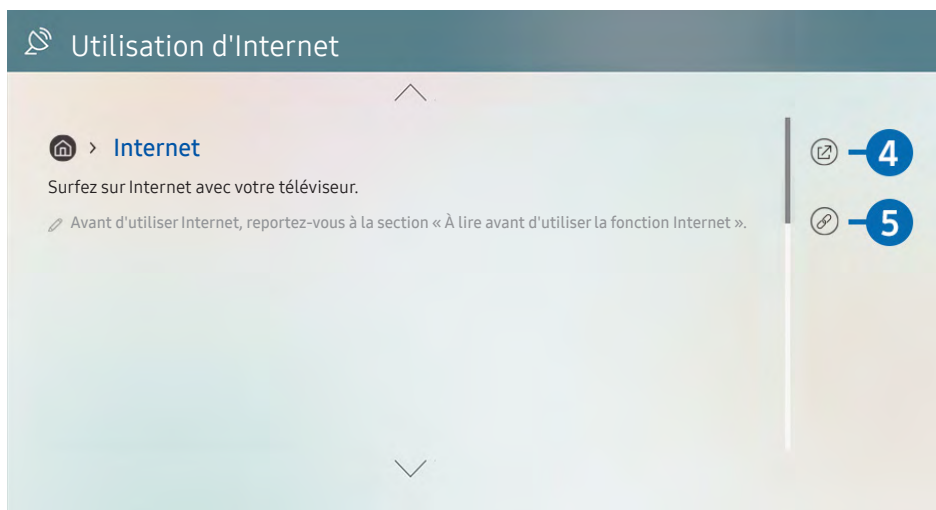 Utilisation d'Internet
> Internet
4
Surfez sur Internet avec votre téléviseur.
Avant d'utiliser Internet, reportez-vous à la section « À lire avant d'utiliser la fonction Internet ».
5